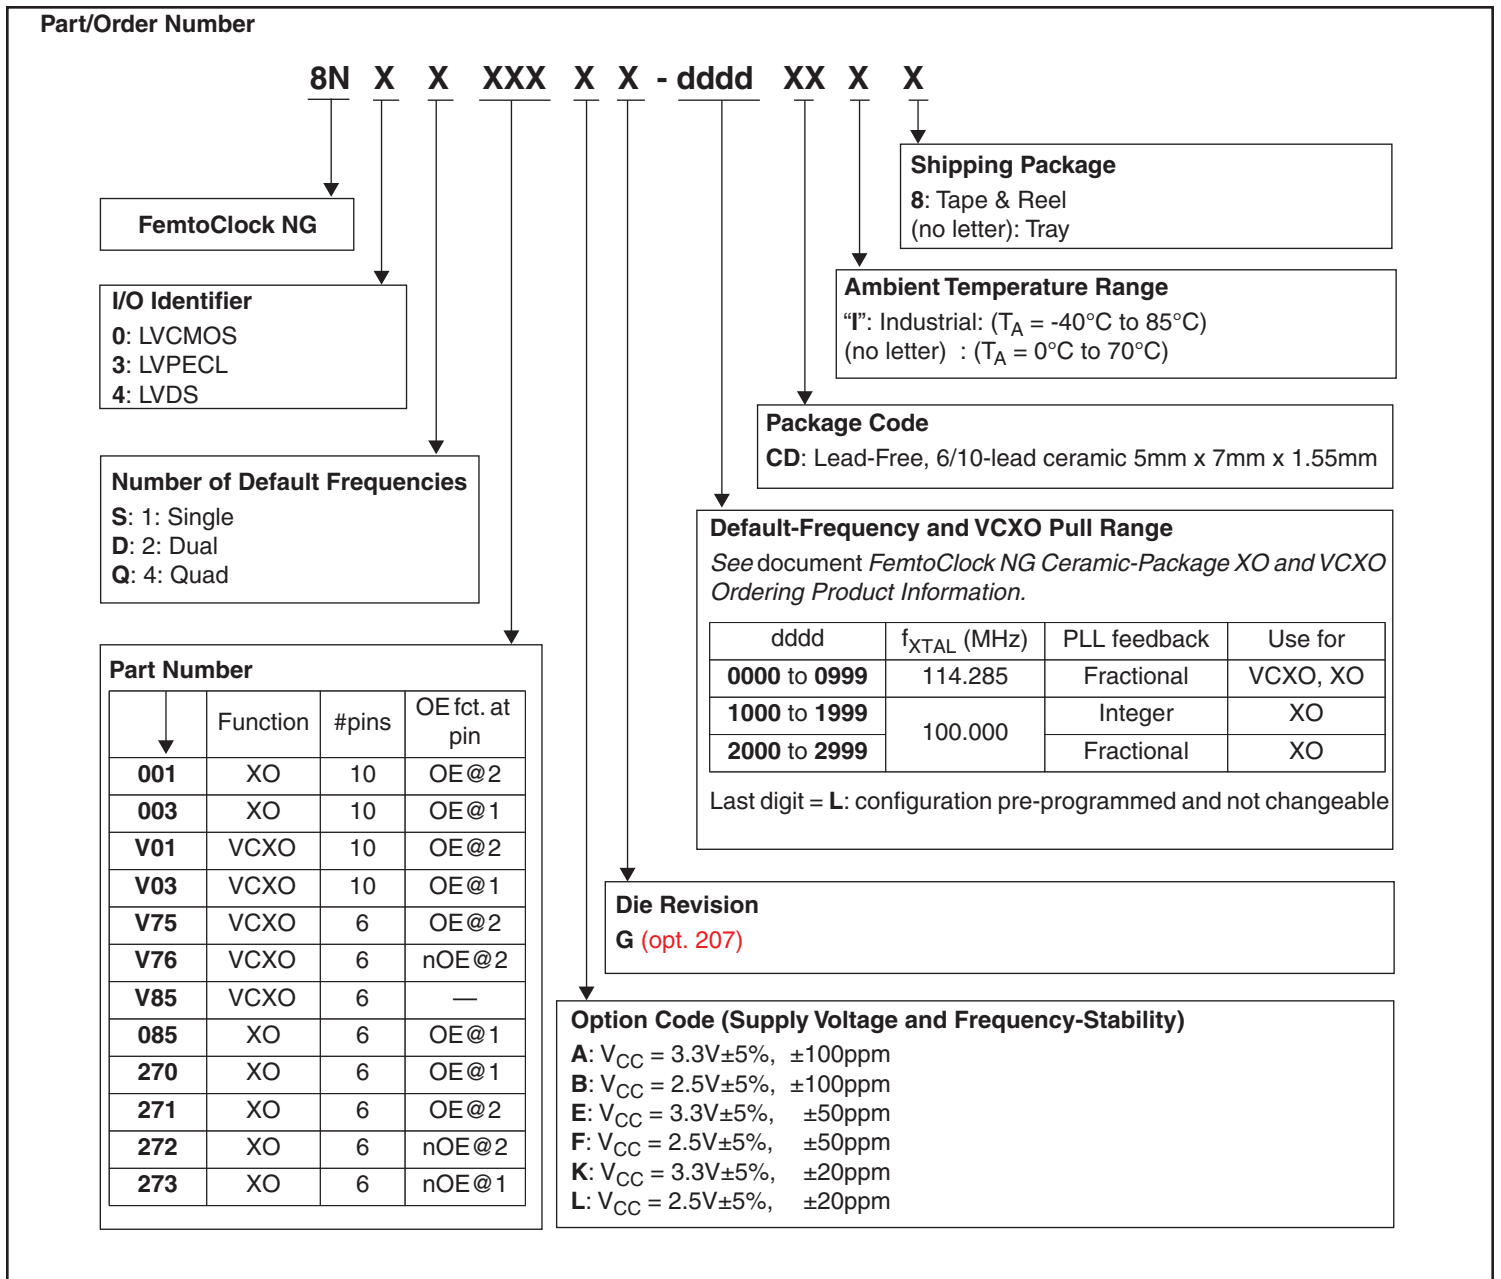 Part/Order Number
8N X X XXX X X - dddd XX X X
Shipping Package
8: Tape & Reel
(no letter): Tray
FemtoClock NG
Ambient Temperature Range
“I”: Industrial: (TA = -40°C to 85°C)
(no letter) : (TA = 0°C to 70°C)
I/O Identifier
0: LVCMOS
3: LVPECL
4: LVDS
Package Code
CD: Lead-Free, 6/10-lead ceramic 5mm x 7mm x 1.55mm
Number of Default Frequencies
S: 1: Single
D: 2: Dual
Q: 4: Quad
Default-Frequency and VCXO Pull Range
See document FemtoClock NG Ceramic-Package XO and VCXO
Ordering Product Information.
dddd fXTAL (MHz) PLL feedback Use for
0000 to 0999 114.285 Fractional VCXO, XO
1000 to 1999 100.000 Integer XO
2000 to 2999 Fractional XO
Last digit = L: configuration pre-programmed and not changeable
Part Number
Function #pins OE fct. at
pin
001 XO 10 OE@2
003 XO 10 OE@1
V01 VCXO 10 OE@2
V03 VCXO 10 OE@1
V75 VCXO 6 OE@2
V76 VCXO 6 nOE@2
V85 VCXO 6 —
085 XO 6 OE@1
270 XO 6 OE@1
271 XO 6 OE@2
272 XO 6 nOE@2
273 XO 6 nOE@1
Die Revision
G (opt. 207)
Option Code (Supply Voltage and Frequency-Stability)
A: VCC = 3.3V±5%, ±100ppm
B: VCC = 2.5V±5%, ±100ppm
E: VCC = 3.3V±5%, ±50ppm
F: VCC = 2.5V±5%, ±50ppm
K: VCC = 3.3V±5%, ±20ppm
L: VCC = 2.5V±5%, ±20ppm